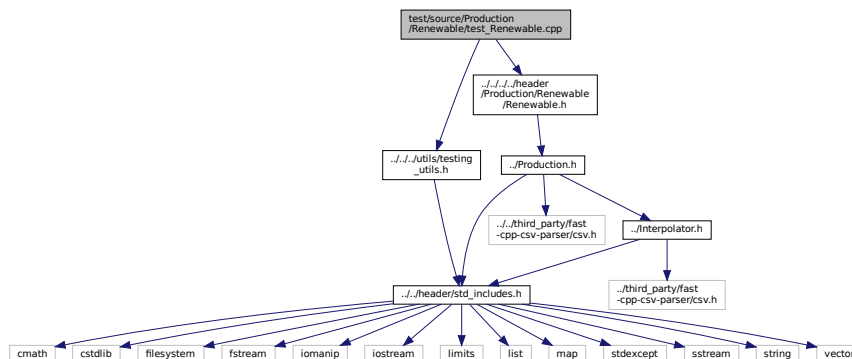 test/source/Production
/Renewable/test_Renewable.cpp
../../../../header
/Production/Renewable
/Renewable.h
../../../utils/testing
_utils.h
../Production.h
../../third_party/fast
-cpp-csv-parser/csv.h
../Interpolator.h
../third_party/fast
-cpp-csv-parser/csv.h
../../header/std_includes.h
cmath
cstdlib
filesystem
fstream
iomanip
iostream
limits
list
map
stdexcept
sstream
string
vector